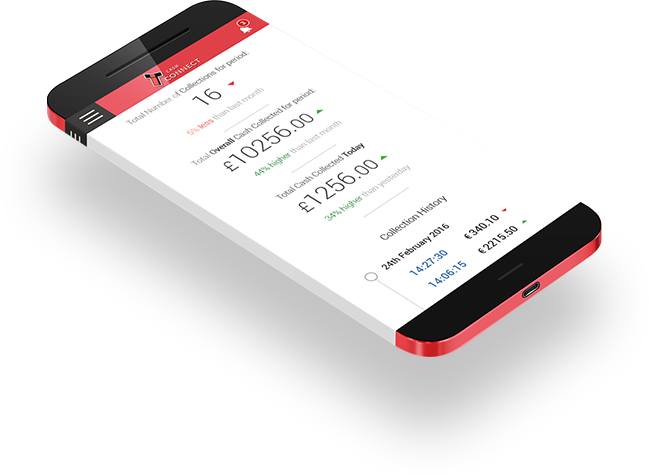 3
CASH
CONNECT
Total Number of Collections for period:
16
5% less than last month
Total Overall Cash Collected for period:
£10256.00
44% higher than last month
Total Cash Collected Today
£1256.00
34% higher than yesterday
Collection History
24th February 2016
14:27:30 € 340.10
14:06:15 € 2215.50